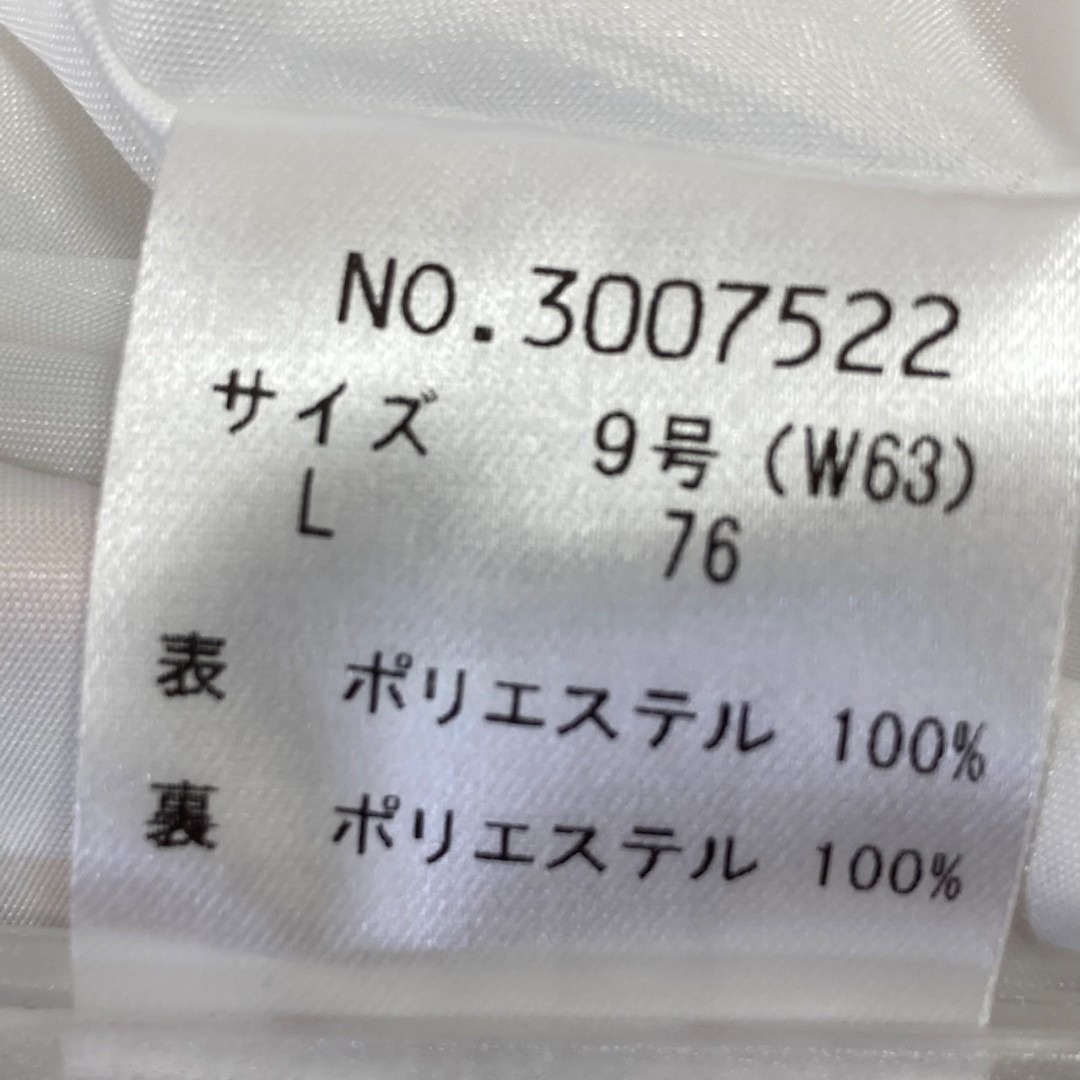 NO.3007522
サイズ 9号(W63)
L 76
表 ポリエステル 100%
裏 ポリエステル 100%